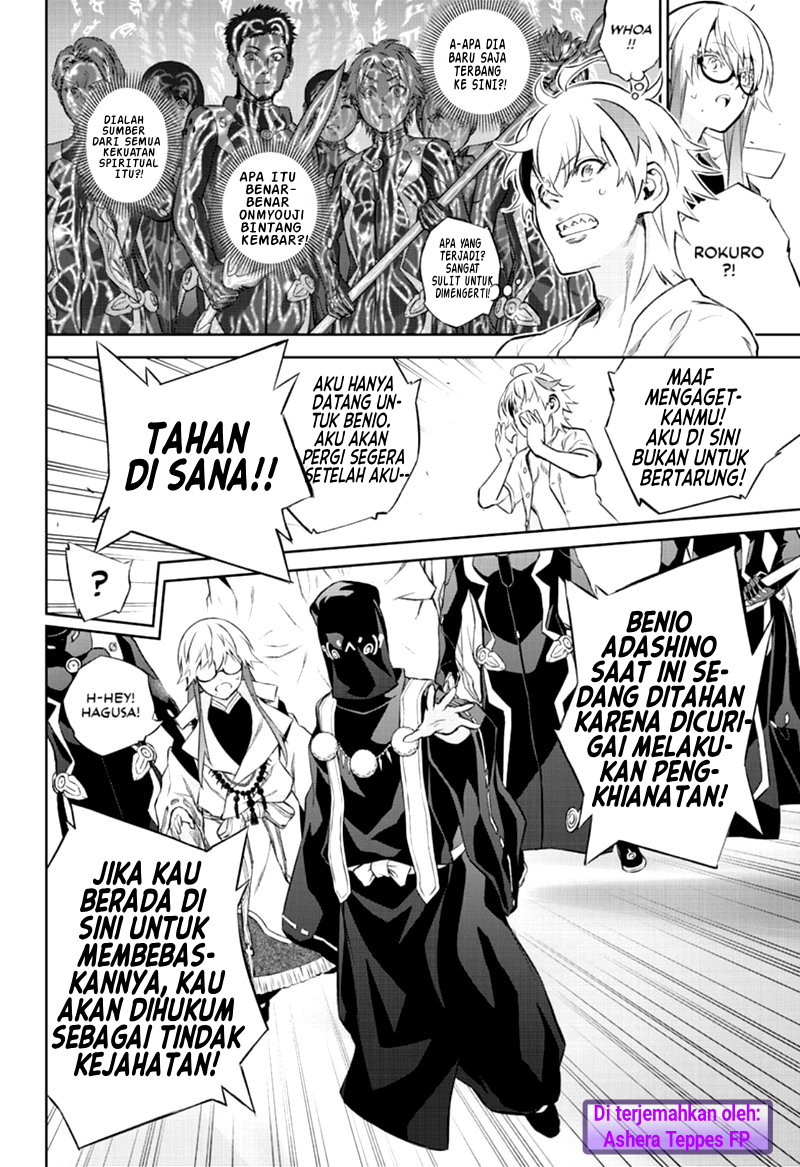 WHOA
!!
ROKURO
?!
A-APA DIA
BARU SAJA
TERBANG
KE SINI?!
DIALAH
SUMBER
DARI SEMUA
KEKUATAN
SPIRITUAL
ITU?!
APA ITU
BENAR-
BENAR
ONMYOUJI
BINTANG
KEMBAR?!
APA YANG
TERJADI?
SANGAT
SULIT UNTUK
DIMENGERTI!
MAAF
MENGAGET-
KANMU!
AKU DI SINI
BUKAN UNTUK
BERTARUNG!
AKU HANYA
DATANG UN-
TUK BENIO.
AKU AKAN
PERGI SEGERA
SETELAH AKU--
TAHAN
DI SANA!!
?
BENIO
ADASHINO
SAAT INI SE-
DANG DITAHAN
KARENA DICURI-
GAI MELAKU-
KAN PENG-
KHIANATAN!
H-HEY!
HAGUSA!
JIKA KAU
BERADA DI
SINI UNTUK
MEMBEBAS-
KANNYA, KAU
AKAN DIHUKUM
SEBAGAI TINDAK
KEJAHATAN!
Di terjemahkan oleh:
Ashera Teppes FP